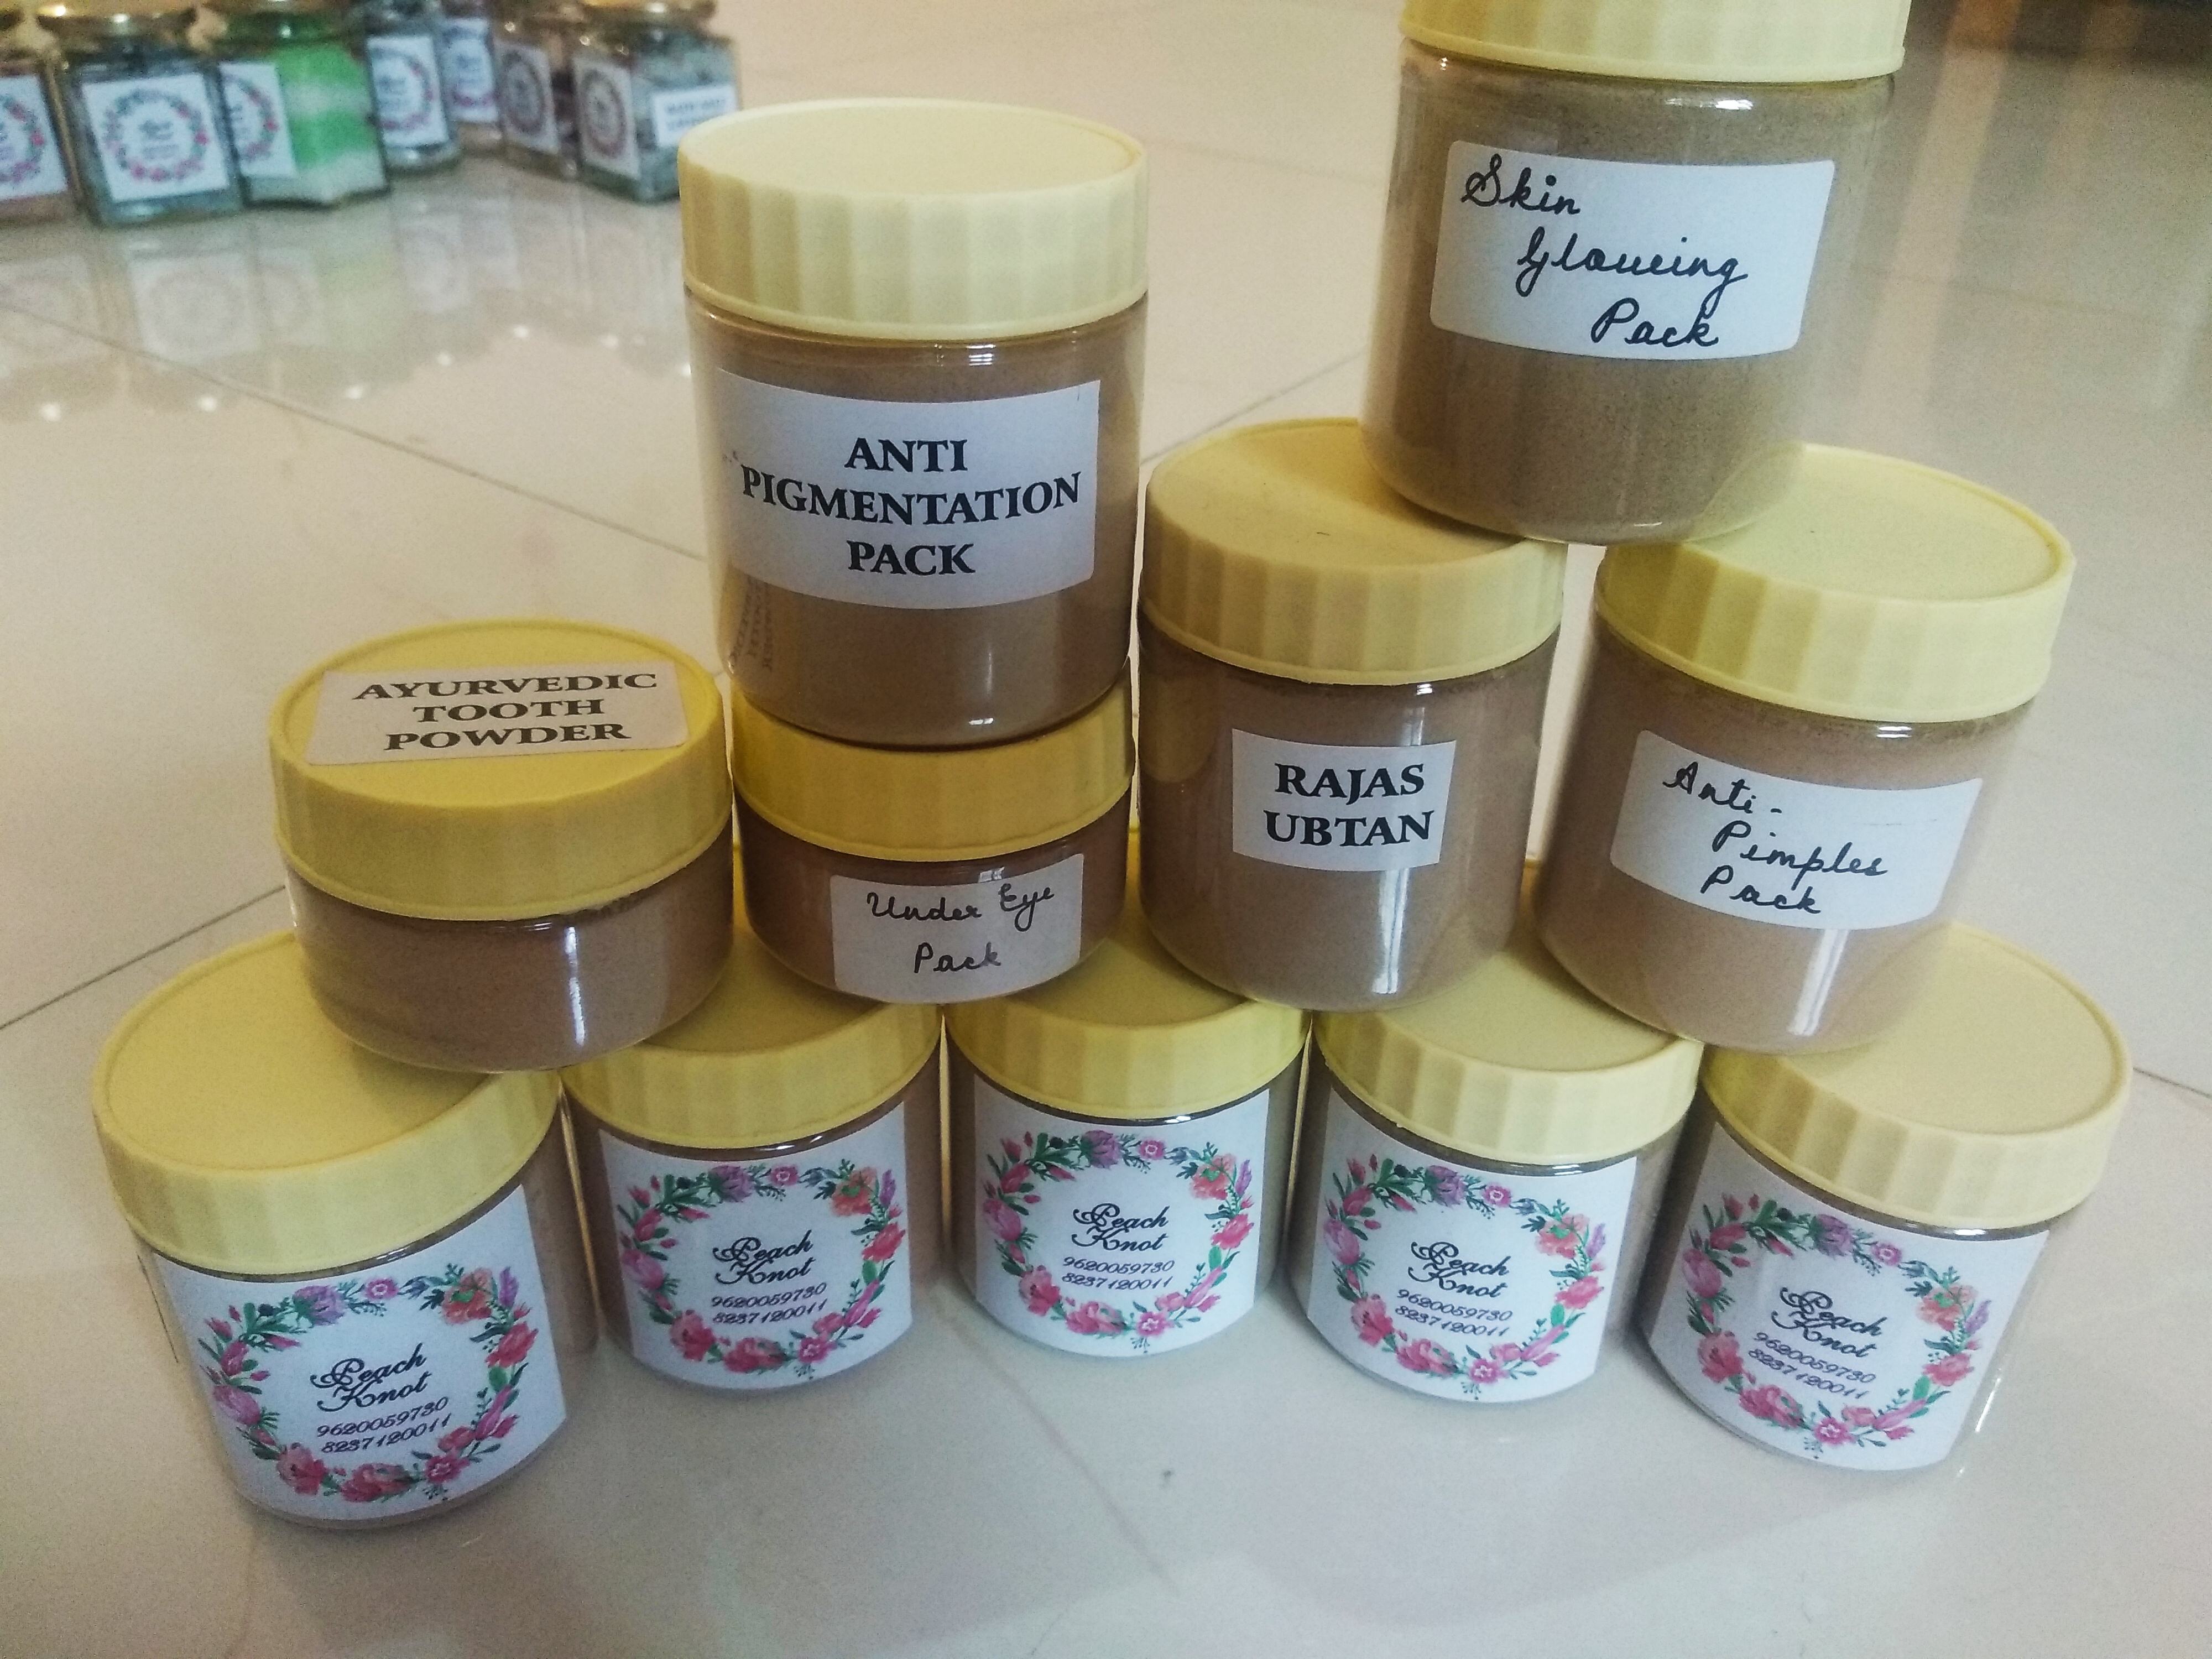 Skin
Glowing
Pack
ANTI
PIGMENTATION
PACK
AYURVEDIC
TOOTH
POWDER
Under Eye
Pack
RAJAS
UBTAN
Anti-
Pimples
Pack
Peach
Knot
9620059730
8237120011
Peach
Knot
9620059730
8237120011
Peach
Knot
9620059730
8237120011
Peach
Knot
9620059730
8237120011
Peach
Knot
9620059730
8237120011